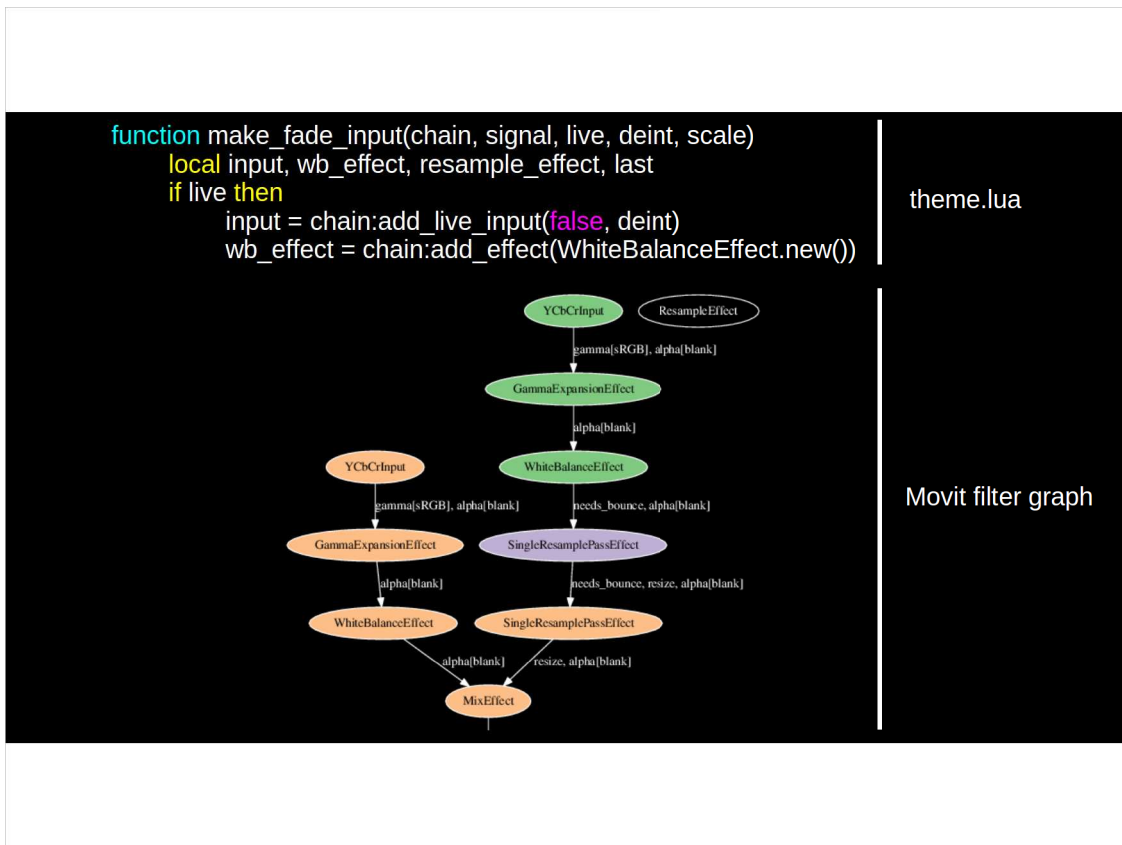 function make_fade_input(chain, signal, live, deint, scale)
local input, wb_effect, resample_effect, last
if live then
input = chain:add_live_input(false, deint)
wb_effect = chain:add_effect(WhiteBalanceEffect.new())
theme.lua
YCbCrInput
ResampleEffect
gamma[sRGB], alpha[blank]
GammaExpansionEffect
alpha[blank]
YCbCrInput
WhiteBalanceEffect
gamma[sRGB], alpha[blank]
needs_bounce, alpha[blank]
GammaExpansionEffect
SingleResamplePassEffect
alpha[blank]
needs_bounce, resize, alpha[blank]
WhiteBalanceEffect
SingleResamplePassEffect
alpha[blank]
resize, alpha[blank]
MixEffect
Movit filter graph